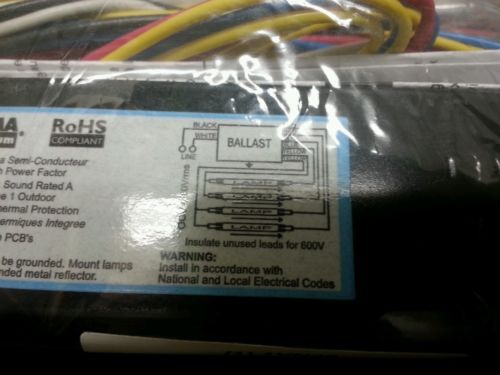 RoHS
COMPLIANT
Semi-Conducteur
Power Factor
Sound Rated A
1 Outdoor
hermal Protection
hermiques Integree
PCB's
be grounded. Mount lamps
nded metal reflector.
BLACK
WHITE
BALLAST
LINE
LAMP
LAMP
LAMP
LAMP
Insulate unused leads for 600V
WARNING:
Install in accordance with
National and Local Electrical Codes